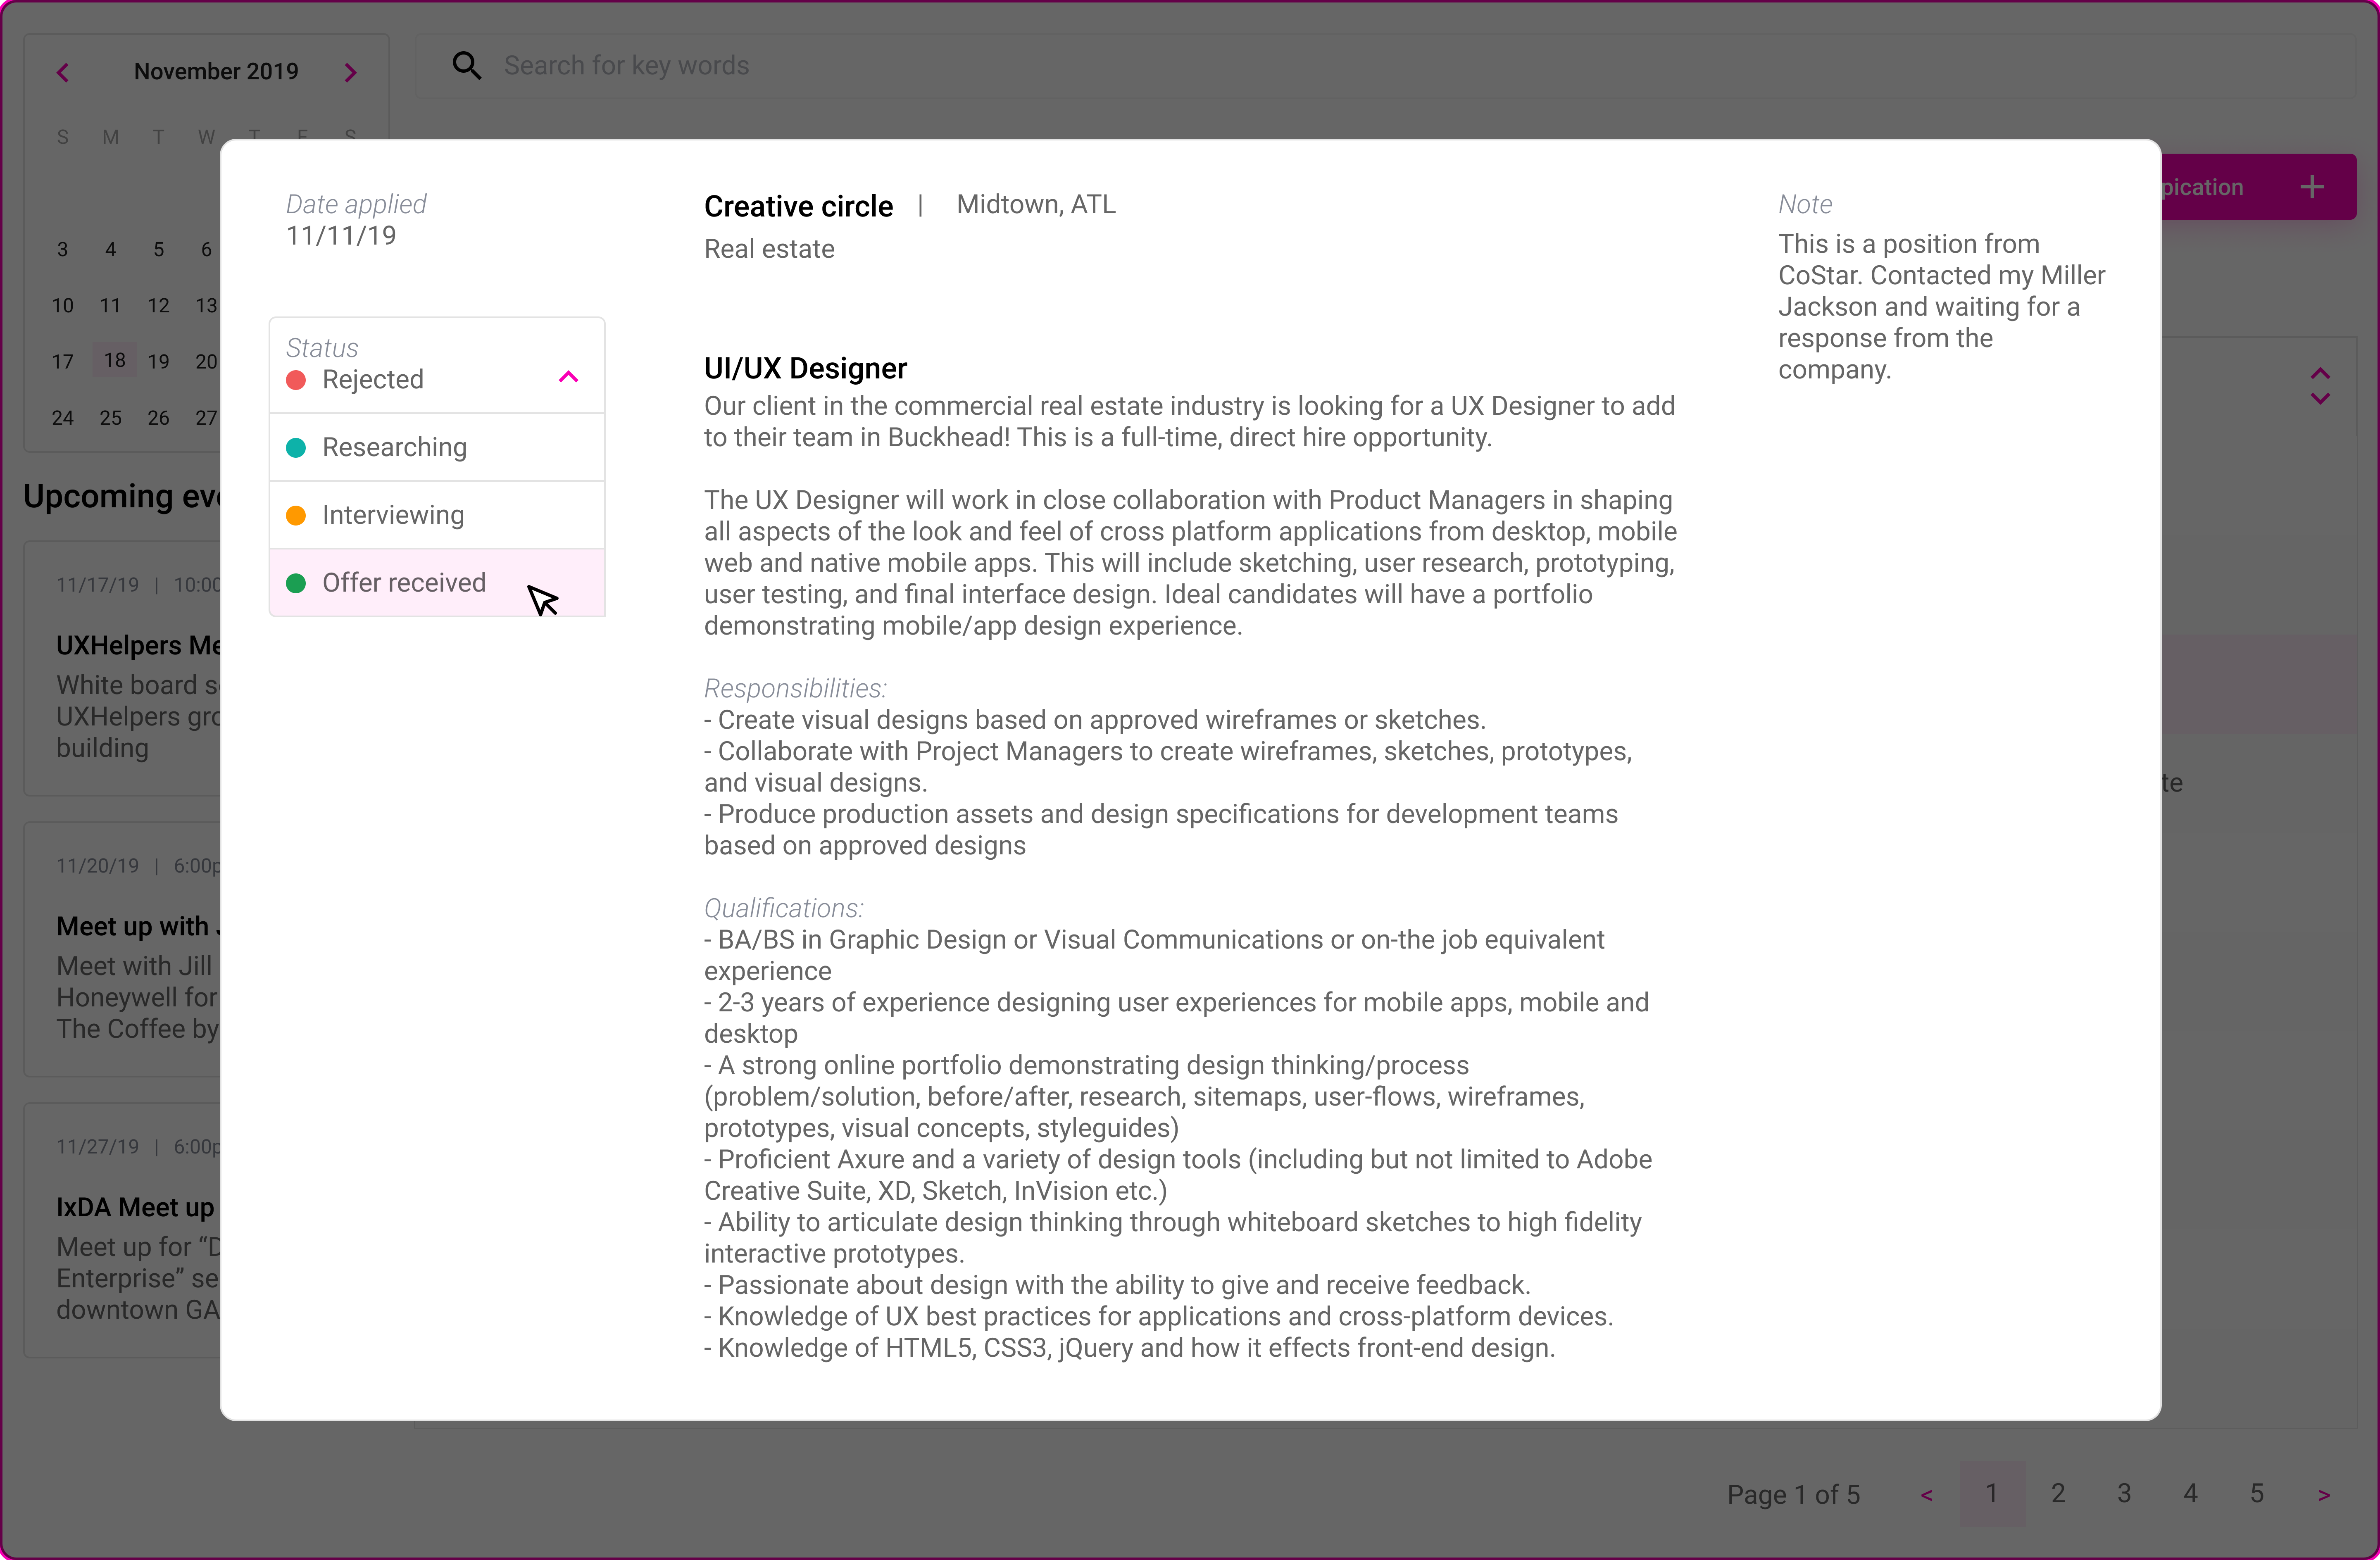 November 2019
Search for key words
S M T W T F S
pication
3 4 5 6
10 11 12 13
17 18 19 20
24 25 26 27
Upcoming
11/17/19 | 10:00
UXHelpers
White board
UXHelpers
building
11/20/19 | 6:00
Meet up with
Meet with Jill
Honeywell for
The Coffee by
11/27/19 | 6:00
IxDA Meet up
Meet up for
Enterprise”
downtown GA
Date applied
11/11/19
Status
Rejected
Researching
Interviewing
Offer received
Creative circle | Midtown, ATL
Real estate
UI/UX Designer
Our client in the commercial real estate industry is looking for a UX Designer to add
to their team in Buckhead! This is a full-time, direct hire opportunity.
The UX Designer will work in close collaboration with Product Managers in shaping
all aspects of the look and feel of cross platform applications from desktop, mobile
web and native mobile apps. This will include sketching, user research, prototyping,
user testing, and final interface design. Ideal candidates will have a portfolio
demonstrating mobile/app design experience.
Responsibilities:
- Create visual designs based on approved wireframes or sketches.
- Collaborate with Project Managers to create wireframes, sketches, prototypes,
and visual designs.
- Produce production assets and design specifications for development teams
based on approved designs
Qualifications:
- BA/BS in Graphic Design or Visual Communications or on-the job equivalent
experience
- 2-3 years of experience designing user experiences for mobile apps, mobile and
desktop
- A strong online portfolio demonstrating design thinking/process
(problem/solution, before/after, research, sitemaps, user-flows, wireframes,
prototypes, visual concepts, styleguides)
- Proficient Axure and a variety of design tools (including but not limited to Adobe
Creative Suite, XD, Sketch, InVision etc.)
- Ability to articulate design thinking through whiteboard sketches to high fidelity
interactive prototypes.
- Passionate about design with the ability to give and receive feedback.
- Knowledge of UX best practices for applications and cross-platform devices.
- Knowledge of HTML5, CSS3, jQuery and how it effects front-end design.
Note
This is a position from
CoStar. Contacted my Miller
Jackson and waiting for a
response from the
company.
te
Page 1 of 5 < 1 2 3 4 5 >